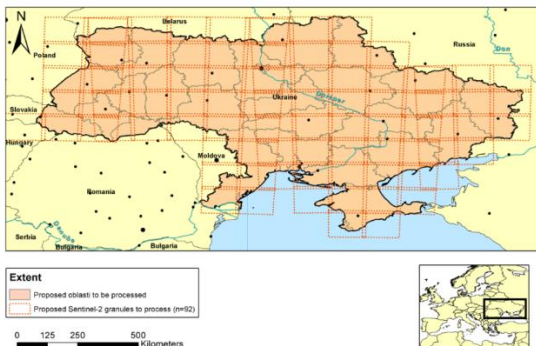 N
Belarus
Poland
Russia
Don
Ukraine
Dnieper
Slovakia
Hungary
Moldova
Romania
Danube
Serbia
Bulgaria
Bulgaria
Extent
Proposed oblasti to be processed
Proposed Sentinel-2 granules to process (n=92)
0 125 250 500
Kilometers